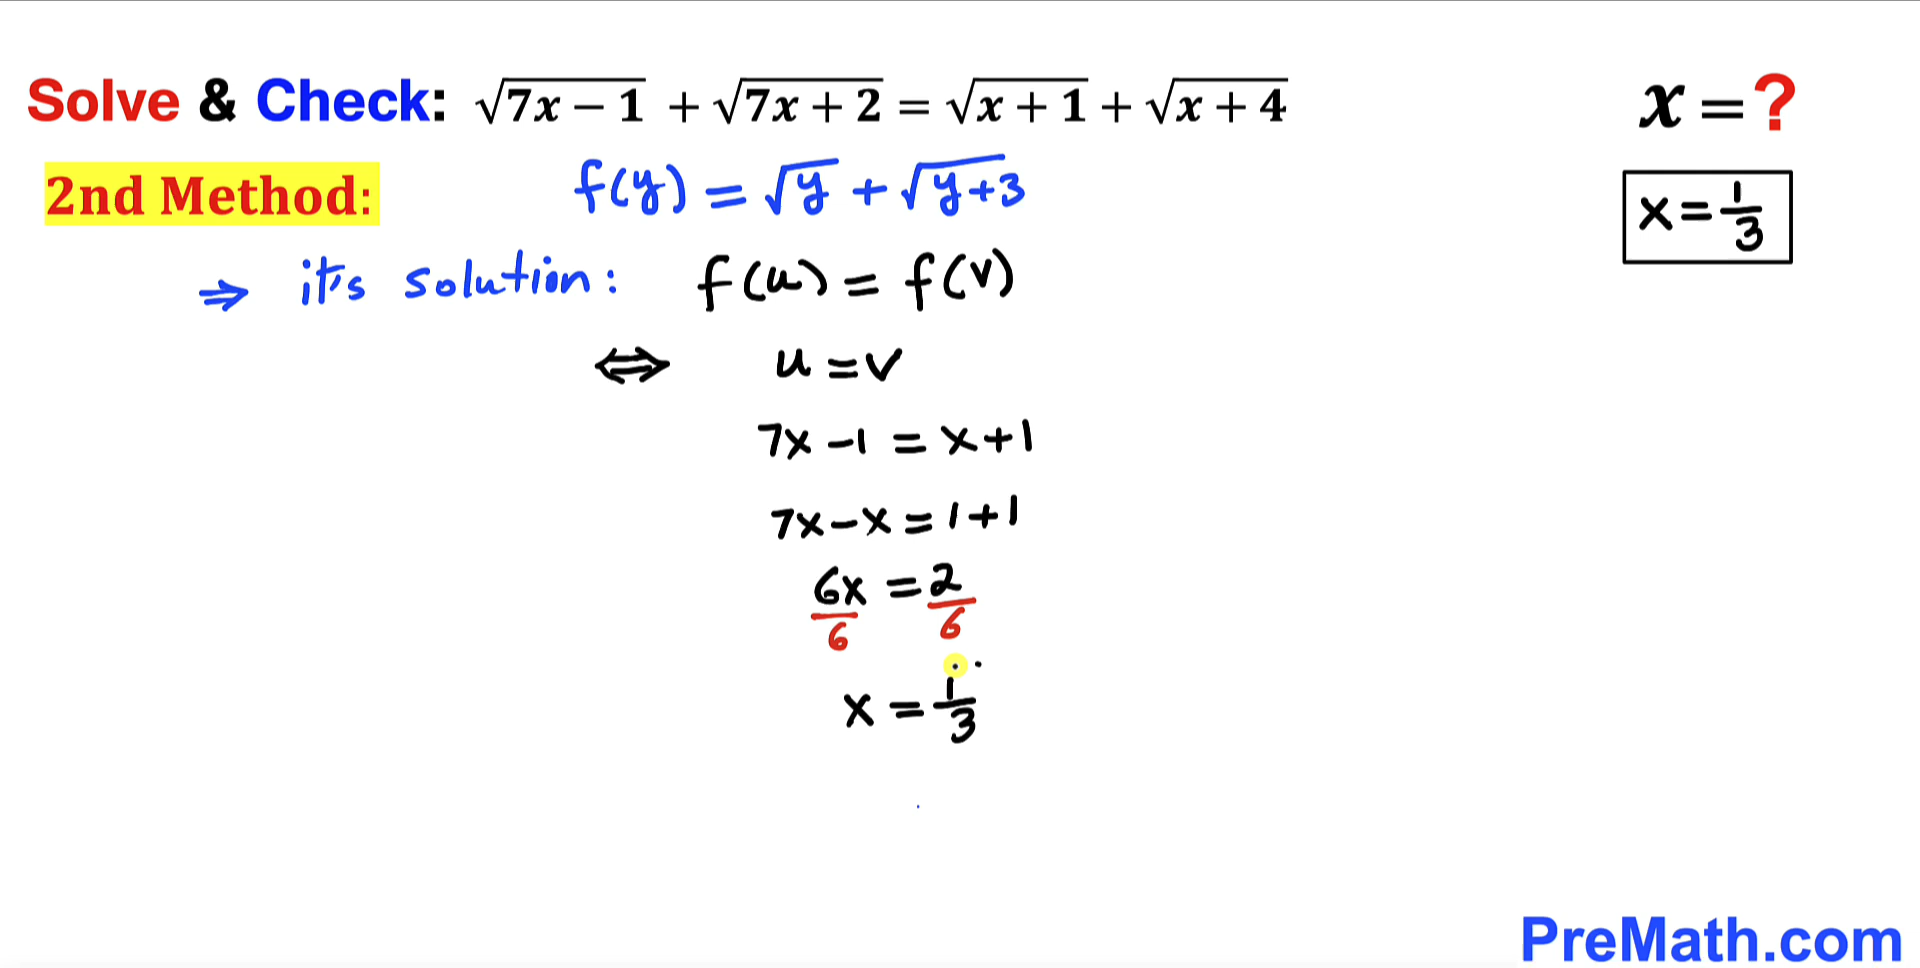 Solve & Check: √7x − 1 + √7x + 2 = √x + 1 + √x + 4
x = ?
2nd Method:
f(y) = √y + √y+3
x = 1/3
⇒ it's solution: f(u) = f(v)
⇔ u = v
7x − 1 = x + 1
7x − x = 1 + 1
6x/6 = 2/6
x = 1/3
PreMath.com